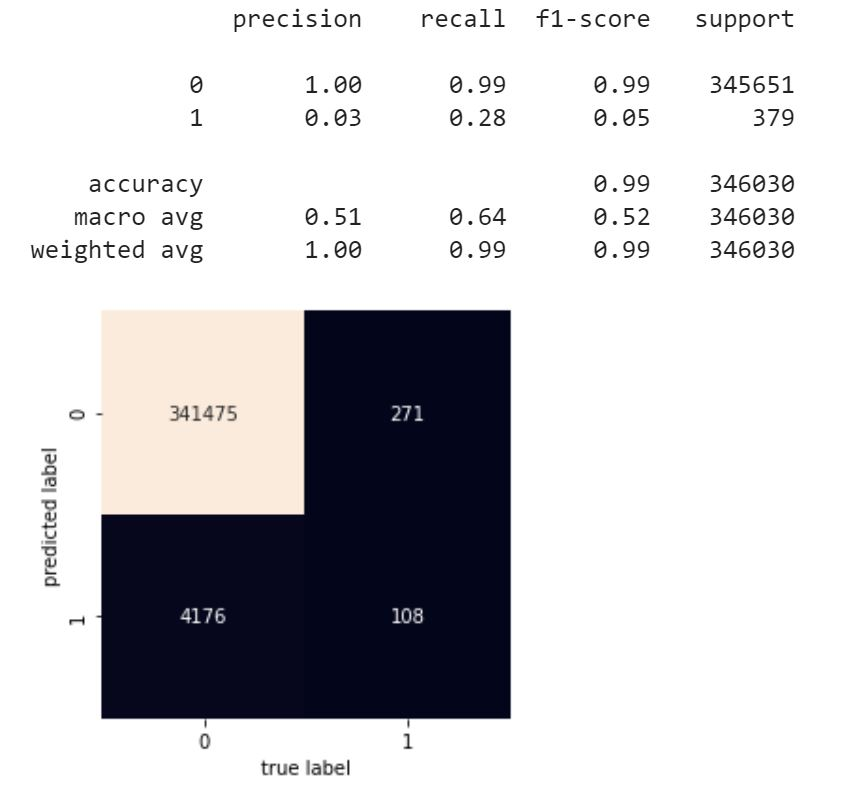 precision recall f1-score support
0 1.00 0.99 0.99 345651
1 0.03 0.28 0.05 379
accuracy 0.99 346030
macro avg 0.51 0.64 0.52 346030
weighted avg 1.00 0.99 0.99 346030
0 341475 271
predicted label
1 4176 108
0 1
true label